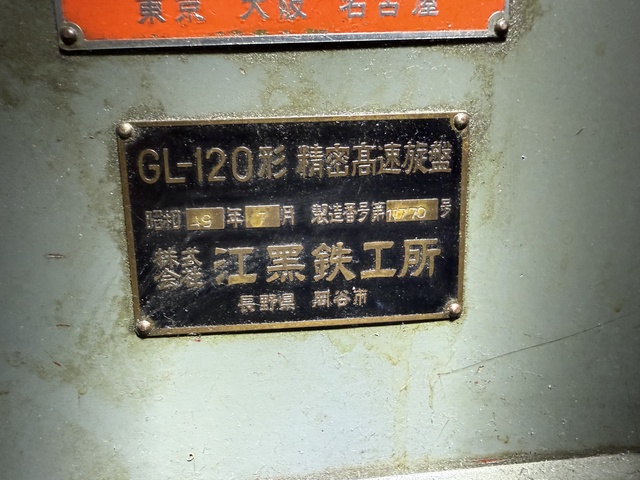 東京 大阪 名古屋
GL-120形 精密高速旋盤
昭和 49 年 7 月 製造番号第 号
株式会社 江黒鉄工所
長野県 岡谷市